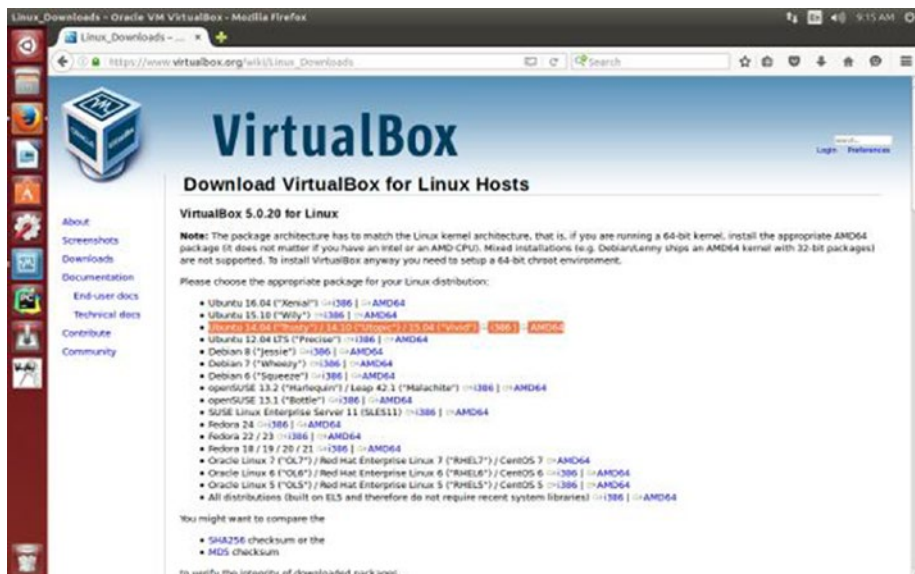 Linux_Downloads - Oracle VM VirtualBox - Mozilla Firefox
En
9:15 AM
Linux_Downloads - ... ×
https://www.virtualbox.org/wiki/Linux_Downloads
Search
VirtualBox
search...
Login Preferences
Download VirtualBox for Linux Hosts
About
Screenshots
Downloads
Documentation
End-user docs
Technical docs
Contribute
Community
VirtualBox 5.0.20 for Linux
Note: The package architecture has to match the Linux kernel architecture, that is, if you are running a 64-bit kernel, install the appropriate AMD64
package (it does not matter if you have an Intel or an AMD CPU). Mixed installations (e.g. Debian/Lenny ships an AMD64 kernel with 32-bit packages)
are not supported. To install VirtualBox anyway you need to setup a 64-bit chroot environment.
Please choose the appropriate package for your Linux distribution:
• Ubuntu 16.04 ("Xenial") i386 | AMD64
• Ubuntu 15.10 ("Wily") i386 | AMD64
• Ubuntu 14.04 ("Trusty") / 14.10 ("Utopic") / 15.04 ("Vivid") i386 | AMD64
• Ubuntu 12.04 LTS ("Precise") i386 | AMD64
• Debian 8 ("Jessie") i386 | AMD64
• Debian 7 ("Wheezy") i386 | AMD64
• Debian 6 ("Squeeze") i386 | AMD64
• openSUSE 13.2 ("Harlequin") / Leap 42.1 ("Malachite") i386 | AMD64
• openSUSE 13.1 ("Bottle") i386 | AMD64
• SUSE Linux Enterprise Server 11 (SLES11) i386 | AMD64
• Fedora 24 i386 | AMD64
• Fedora 22 / 23 i386 | AMD64
• Fedora 18 / 19 / 20 / 21 i386 | AMD64
• Oracle Linux 7 ("OL7") / Red Hat Enterprise Linux 7 ("RHEL7") / CentOS 7 AMD64
• Oracle Linux 6 ("OL6") / Red Hat Enterprise Linux 6 ("RHEL6") / CentOS 6 i386 | AMD64
• Oracle Linux 5 ("OL5") / Red Hat Enterprise Linux 5 ("RHEL5") / CentOS 5 i386 | AMD64
• All distributions (built on EL5 and therefore do not require recent system libraries) i386 | AMD64
You might want to compare the
• SHA256 checksum or the
• MD5 checksum
to verify the integrity of downloaded packages.